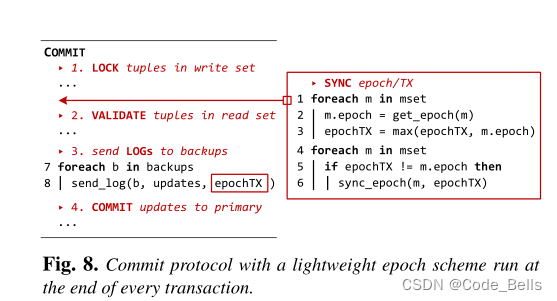 COMMIT
▸ 1. LOCK tuples in write set
...
▸ 2. VALIDATE tuples in read set
...
▸ 3. send LOGs to backups
7 foreach b in backups
8 | send_log(b, updates, epochTX )
▸ 4. COMMIT updates to primary
...
▸ SYNC epoch/TX
1 foreach m in mset
2 | m.epoch = get_epoch(m)
3 | epochTX = max(epochTX, m.epoch)
4 foreach m in mset
5 | if epochTX != m.epoch then
6 | | sync_epoch(m, epochTX)
Fig. 8. Commit protocol with a lightweight epoch scheme run at
the end of every transaction.
CSDN @Code_Bells